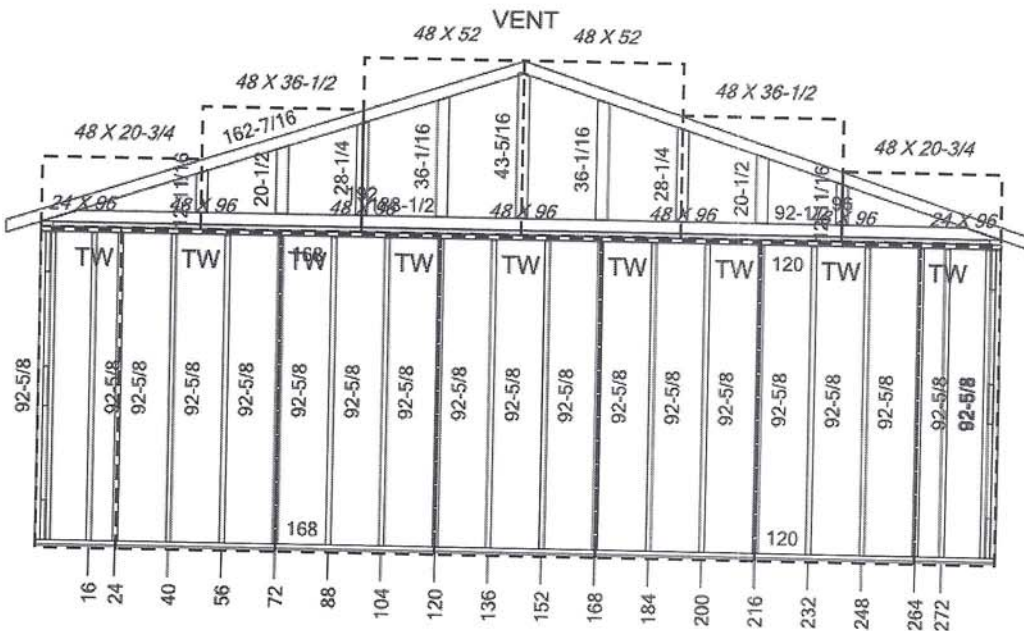 VENT
48 X 52 48 X 52
48 X 36-1/2 48 X 36-1/2
48 X 20-3/4 162-7/16 48 X 20-3/4
20-1/2 28-1/4 36-1/16 43-5/16 36-1/16 28-1/4 20-1/2
24 X 96 48 X 96 48 X 96 48 X 96 48 X 96 24 X 96
TW TW TW TW TW TW TW TW TW
168 120
92-5/8 92-5/8 92-5/8 92-5/8 92-5/8 92-5/8 92-5/8 92-5/8 92-5/8 92-5/8 92-5/8 92-5/8 92-5/8 92-5/8 92-5/8 92-5/8 92-5/8 92-5/8 92-5/8
168 120
16 24 40 56 72 88 104 120 136 152 168 184 200 216 232 248 264 272